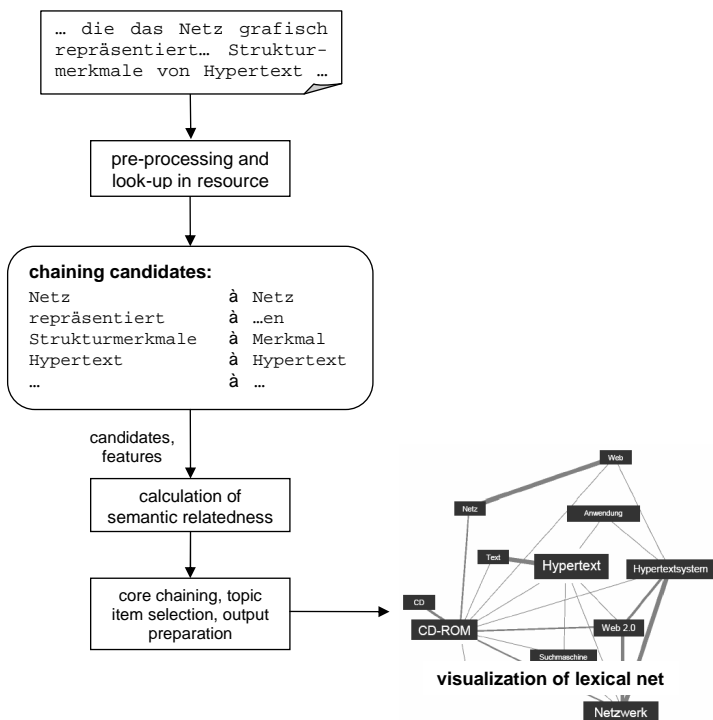 … die das Netz grafisch
repräsentiert… Struktur-
merkmale von Hypertext …
pre-processing and
look-up in resource
chaining candidates:
Netz à Netz
repräsentiert à …en
Strukturmerkmale à Merkmal
Hypertext à Hypertext
… à …
candidates,
features
calculation of
semantic relatedness
core chaining, topic
item selection, output
preparation
Web
Netz
Anwendung
Text
Hypertext
Hypertextsystem
CD
CD-ROM
Web 2.0
Suchmaschine
visualization of lexical net
Netzwerk